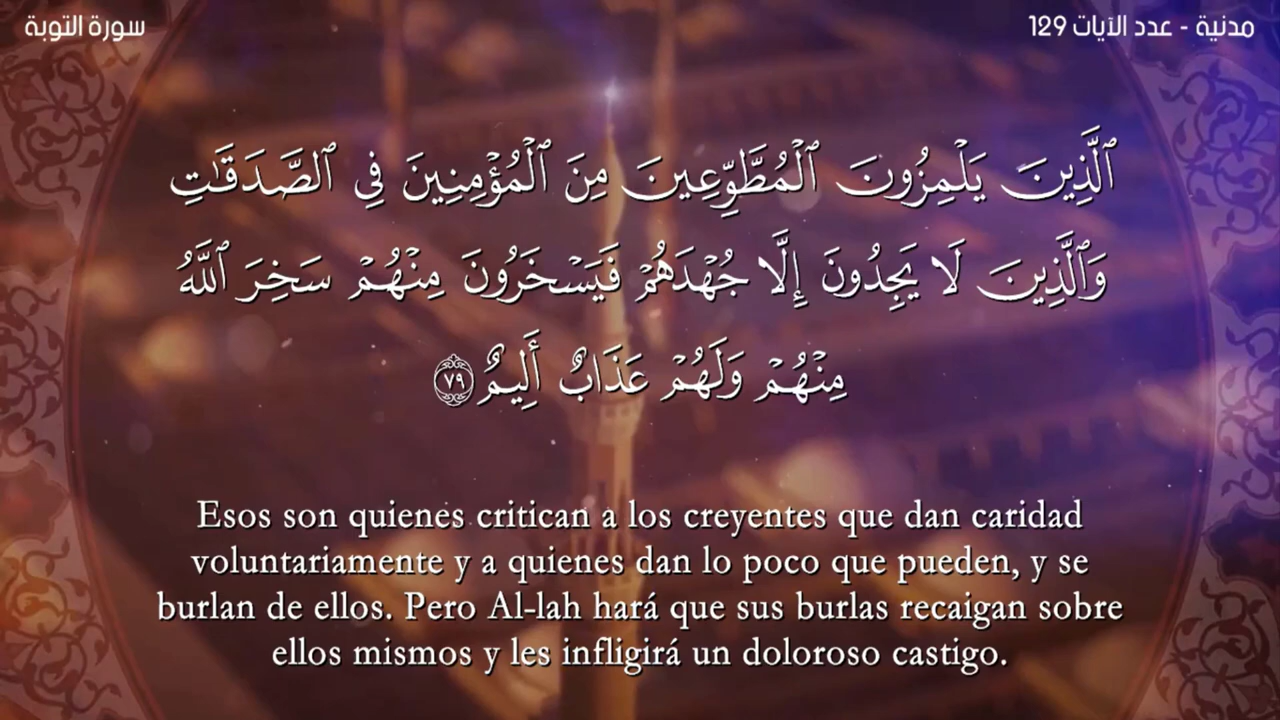 سورة التوبة
مدنية - عدد الآيات 129
ٱلَّذِينَ يَلْمِزُونَ ٱلْمُطَّوِّعِينَ مِنَ ٱلْمُؤْمِنِينَ فِى ٱلصَّدَقَٰتِ
وَٱلَّذِينَ لَا يَجِدُونَ إِلَّا جُهْدَهُمْ فَيَسْخَرُونَ مِنْهُمْ سَخِرَ ٱللَّهُ
مِنْهُمْ وَلَهُمْ عَذَابٌ أَلِيمٌ ٧٩
Esos son quienes critican a los creyentes que dan caridad
voluntariamente y a quienes dan lo poco que pueden, y se
burlan de ellos. Pero Al-lah hará que sus burlas recaigan sobre
ellos mismos y les infligirá un doloroso castigo.